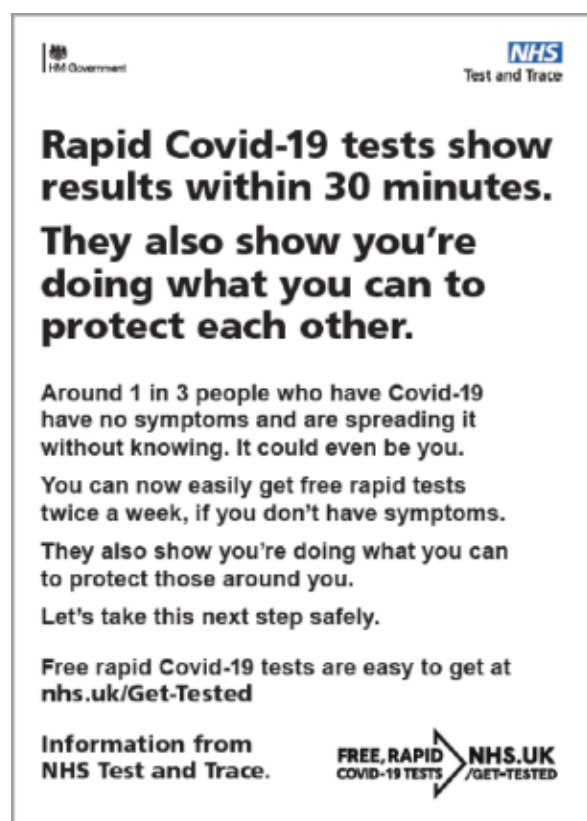 HM Government
NHS
Test and Trace
Rapid Covid-19 tests show
results within 30 minutes.
They also show you're
doing what you can to
protect each other.
Around 1 in 3 people who have Covid-19
have no symptoms and are spreading it
without knowing. It could even be you.
You can now easily get free rapid tests
twice a week, if you don't have symptoms.
They also show you're doing what you can
to protect those around you.
Let's take this next step safely.
Free rapid Covid-19 tests are easy to get at
nhs.uk/Get-Tested
Information from
NHS Test and Trace.
FREE, RAPID
COVID-19 TESTS
NHS.UK
/GET-TESTED